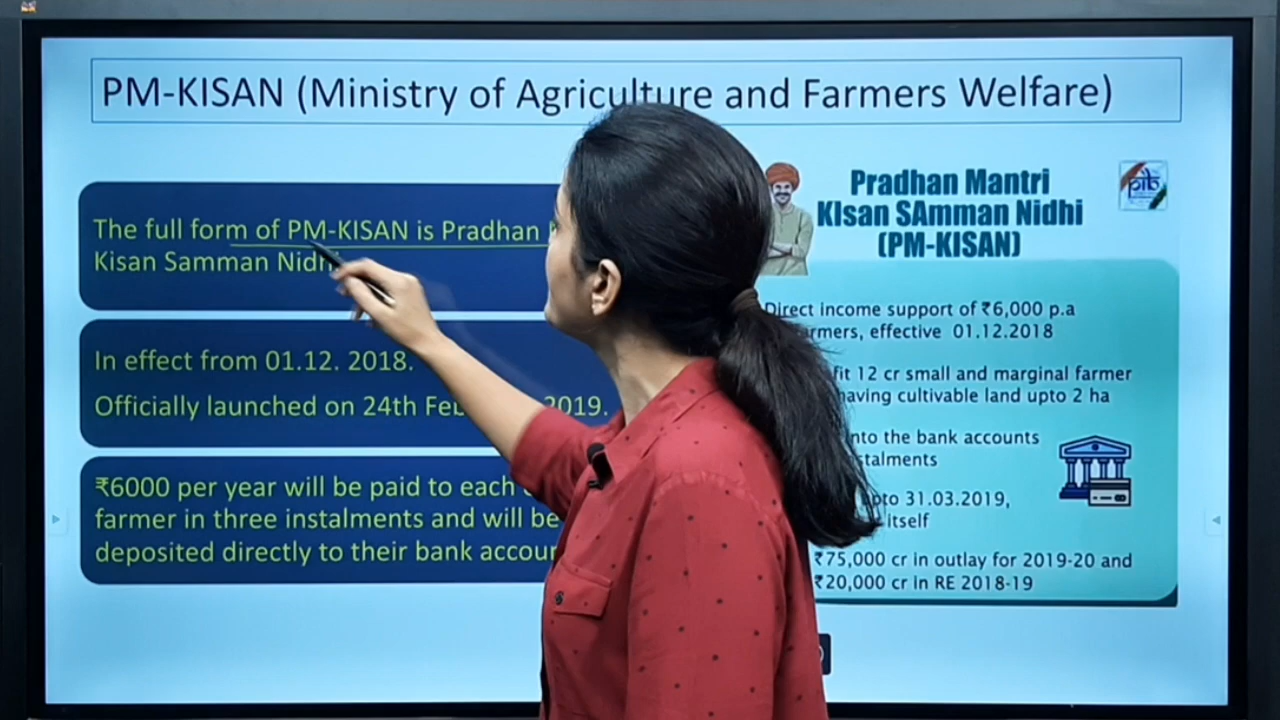 PM-KISAN (Ministry of Agriculture and Farmers Welfare)
The full form of PM-KISAN is Pradhan
Kisan Samman Nidhi
In effect from 01.12. 2018.
Officially launched on 24th Feb 2019.
₹6000 per year will be paid to each
farmer in three instalments and will be
deposited directly to their bank
Pradhan Mantri
KIsan SAmman Nidhi
(PM-KISAN)
pib
Direct income support of ₹6,000 p.a
effective 01.12.2018
12 cr small and marginal farmer
having cultivable land upto 2 ha
the bank accounts
upto 31.03.2019,
itself
₹75,000 cr in outlay for 2019-20 and
₹20,000 cr in RE 2018-19